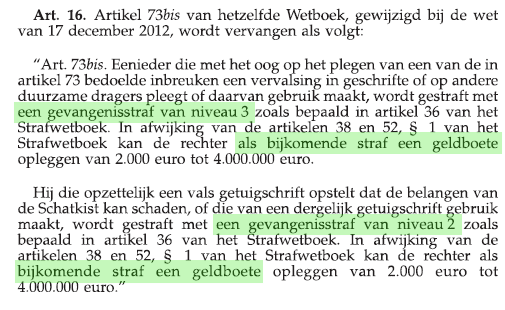 Art. 16. Artikel 73bis van hetzelfde Wetboek, gewijzigd bij de wet
van 17 december 2012, wordt vervangen als volgt:
“Art. 73bis. Eenieder die met het oog op het plegen van een van de in
artikel 73 bedoelde inbreuken een vervalsing in geschrifte of op andere
duurzame dragers pleegt of daarvan gebruik maakt, wordt gestraft met
een gevangenisstraf van niveau 3 zoals bepaald in artikel 36 van het
Strafwetboek. In afwijking van de artikelen 38 en 52, § 1 van het
Strafwetboek kan de rechter als bijkomende straf een geldboete
opleggen van 2.000 euro tot 4.000.000 euro.
Hij die opzettelijk een vals getuigschrift opstelt dat de belangen van
de Schatkist kan schaden, of die van een dergelijk getuigschrift gebruik
maakt, wordt gestraft met een gevangenisstraf van niveau 2 zoals
bepaald in artikel 36 van het Strafwetboek. In afwijking van de
artikelen 38 en 52, § 1 van het Strafwetboek kan de rechter als
bijkomende straf een geldboete opleggen van 2.000 euro tot
4.000.000 euro.”